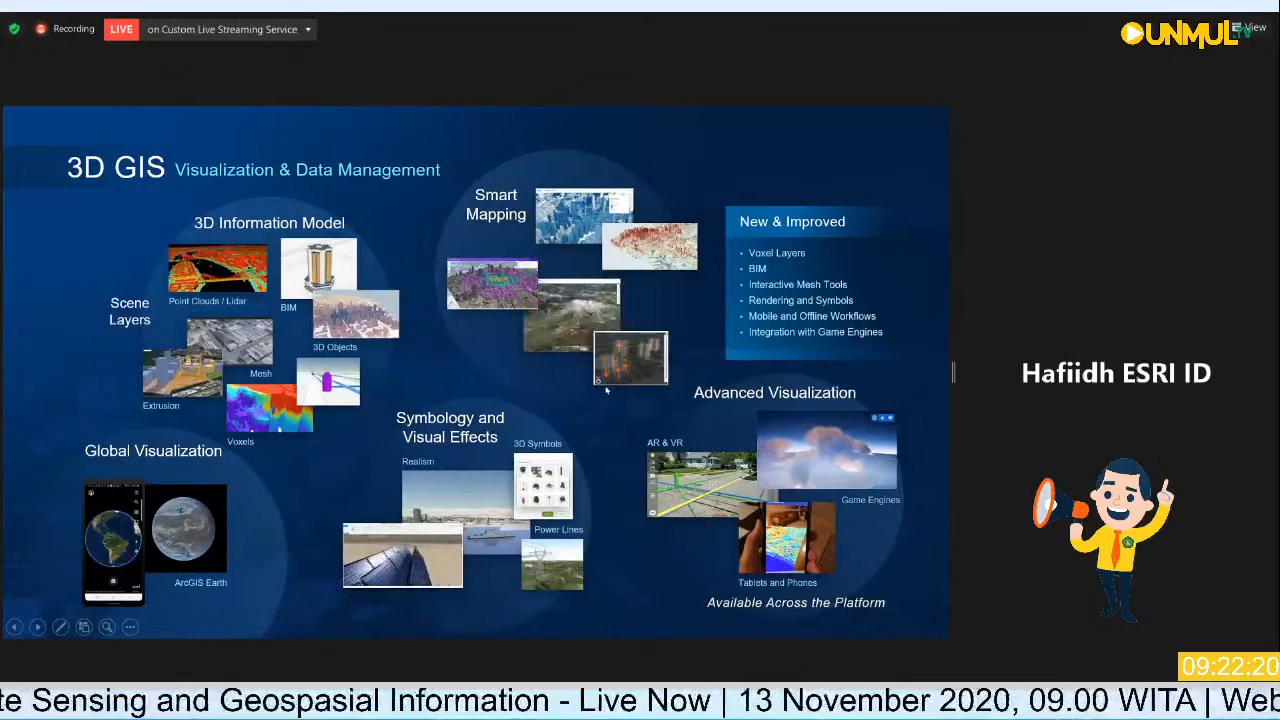 Recording
LIVE
on Custom Live Streaming Service
UNMUL TV
View
3D GIS Visualization & Data Management
3D Information Model
Scene
Layers
Point Clouds / Lidar
BIM
3D Objects
Mesh
Extrusion
Voxels
Smart
Mapping
New & Improved
• Voxel Layers
• BIM
• Interactive Mesh Tools
• Rendering and Symbols
• Mobile and Offline Workflows
• Integration with Game Engines
Global Visualization
ArcGIS Earth
Symbology and
Visual Effects
Realism
3D Symbols
Power Lines
Advanced Visualization
AR & VR
Game Engines
Tablets and Phones
Available Across the Platform
Hafiidh ESRI ID
09:22:20
te Sensing and Geospasial Information - Live Now | 13 November 2020, 09.00 WITA | Web